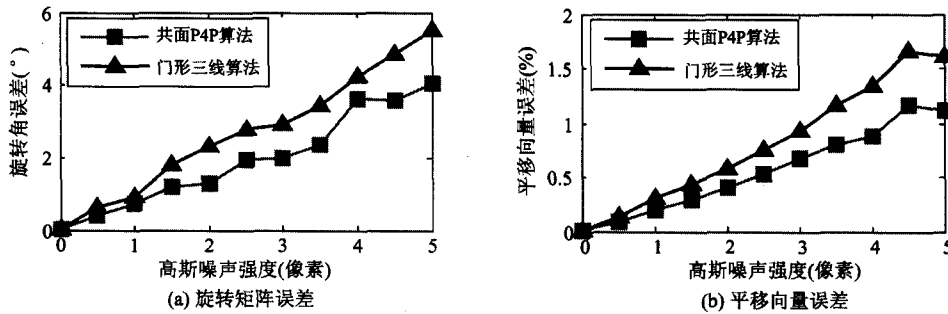 6
4
2
0
旋转角误差(°)
共面P4P算法
门形三线算法
0 1 2 3 4 5
高斯噪声强度(像素)
(a) 旋转矩阵误差
2
1.5
1
0.5
0
平移向量误差(%)
共面P4P算法
门形三线算法
0 1 2 3 4 5
高斯噪声强度(像素)
(b) 平移向量误差